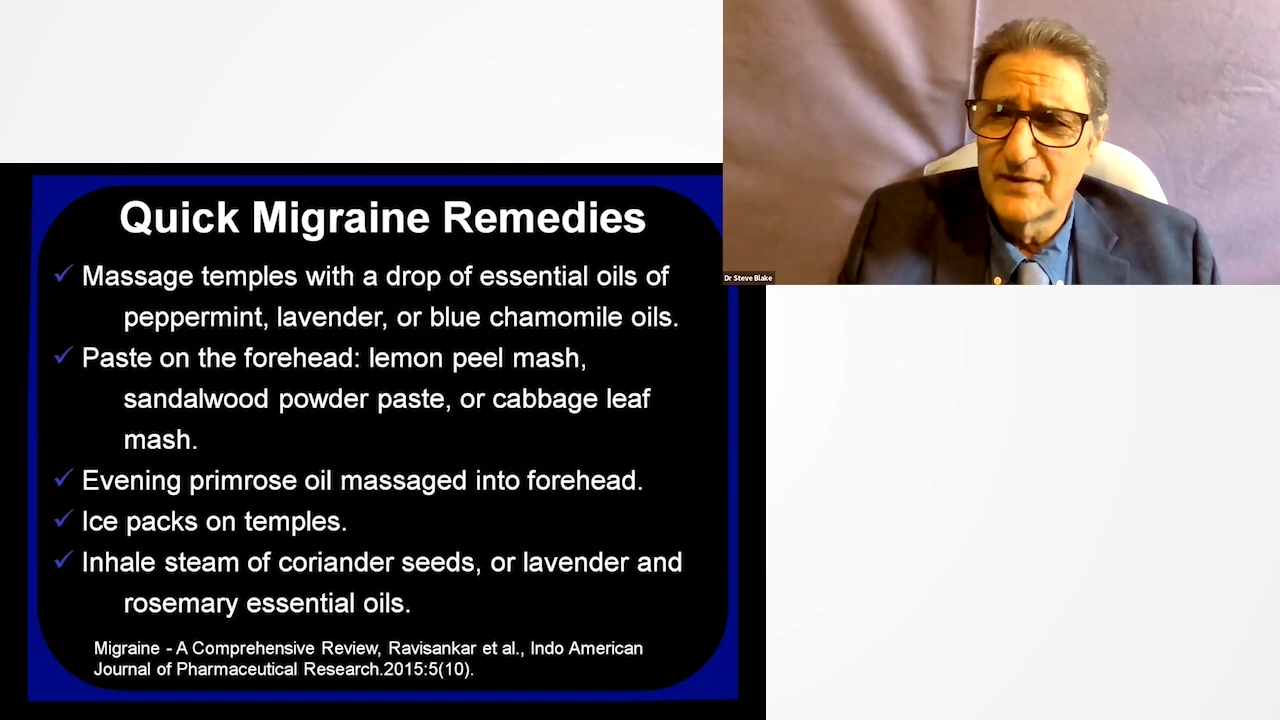 Quick Migraine Remedies
✓ Massage temples with a drop of essential oils of
peppermint, lavender, or blue chamomile oils.
✓ Paste on the forehead: lemon peel mash,
sandalwood powder paste, or cabbage leaf
mash.
✓ Evening primrose oil massaged into forehead.
✓ Ice packs on temples.
✓ Inhale steam of coriander seeds, or lavender and
rosemary essential oils.
Migraine - A Comprehensive Review, Ravisankar et al., Indo American
Journal of Pharmaceutical Research.2015:5(10).
Dr Steve Blake